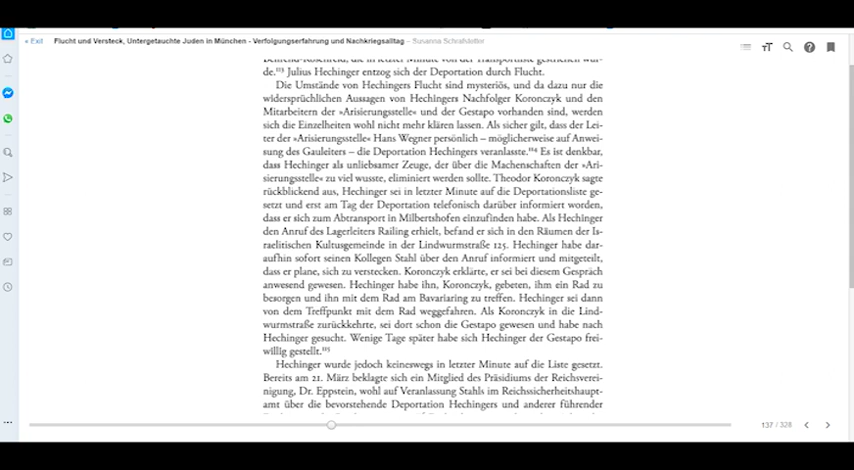 « Exit Flucht und Versteck, Untergetauchte Juden in München - Verfolgungserfahrung und Nachkriegsalltag – Susanna Schrafstetter
de.¹²³ Julius Hechinger entzog sich der Deportation durch Flucht.
Die Umstände von Hechingers Flucht sind mysteriös, und da dazu nur die
widersprüchlichen Aussagen von Hechingers Nachfolger Koronczyk und den
Mitarbeitern der »Arisierungsstelle« und der Gestapo vorhanden sind, werden
sich die Einzelheiten wohl nicht mehr klären lassen. Als sicher gilt, dass der Lei-
ter der »Arisierungsstelle« Hans Wegner persönlich – möglicherweise auf Anwei-
sung des Gauleiters – die Deportation Hechingers veranlasste.¹²⁴ Es ist denkbar,
dass Hechinger als unliebsamer Zeuge, der über die Machenschaften der »Ari-
sierungsstelle« zu viel wusste, eliminiert werden sollte. Theodor Koronczyk sagte
rückblickend aus, Hechinger sei in letzter Minute auf die Deportationsliste ge-
setzt und erst am Tag der Deportation telefonisch darüber informiert worden,
dass er sich zum Abtransport in Milbertshofen einzufinden habe. Als Hechinger
den Anruf des Lagerleiters Railing erhielt, befand er sich in den Räumen der Is-
raelitischen Kultusgemeinde in der Lindwurmstraße 125. Hechinger habe dar-
aufhin sofort seinen Kollegen Stahl über den Anruf informiert und mitgeteilt,
dass er plane, sich zu verstecken. Koronczyk erklärte, er sei bei diesem Gespräch
anwesend gewesen. Hechinger habe ihn, Koronczyk, gebeten, ihm ein Rad zu
besorgen und ihn mit dem Rad am Bavariaring zu treffen. Hechinger sei dann
von dem Treffpunkt mit dem Rad weggefahren. Als Koronczyk in die Lind-
wurmstraße zurückkehrte, sei dort schon die Gestapo gewesen und habe nach
Hechinger gesucht. Wenige Tage später habe sich Hechinger der Gestapo frei-
willig gestellt.¹²⁵
Hechinger wurde jedoch keineswegs in letzter Minute auf die Liste gesetzt.
Bereits am 21. März beklagte sich ein Mitglied des Präsidiums der Reichsverei-
nigung, Dr. Eppstein, wohl auf Veranlassung Stahls im Reichssicherheitshaupt-
amt über die bevorstehende Deportation Hechingers und anderer führender
137 / 328